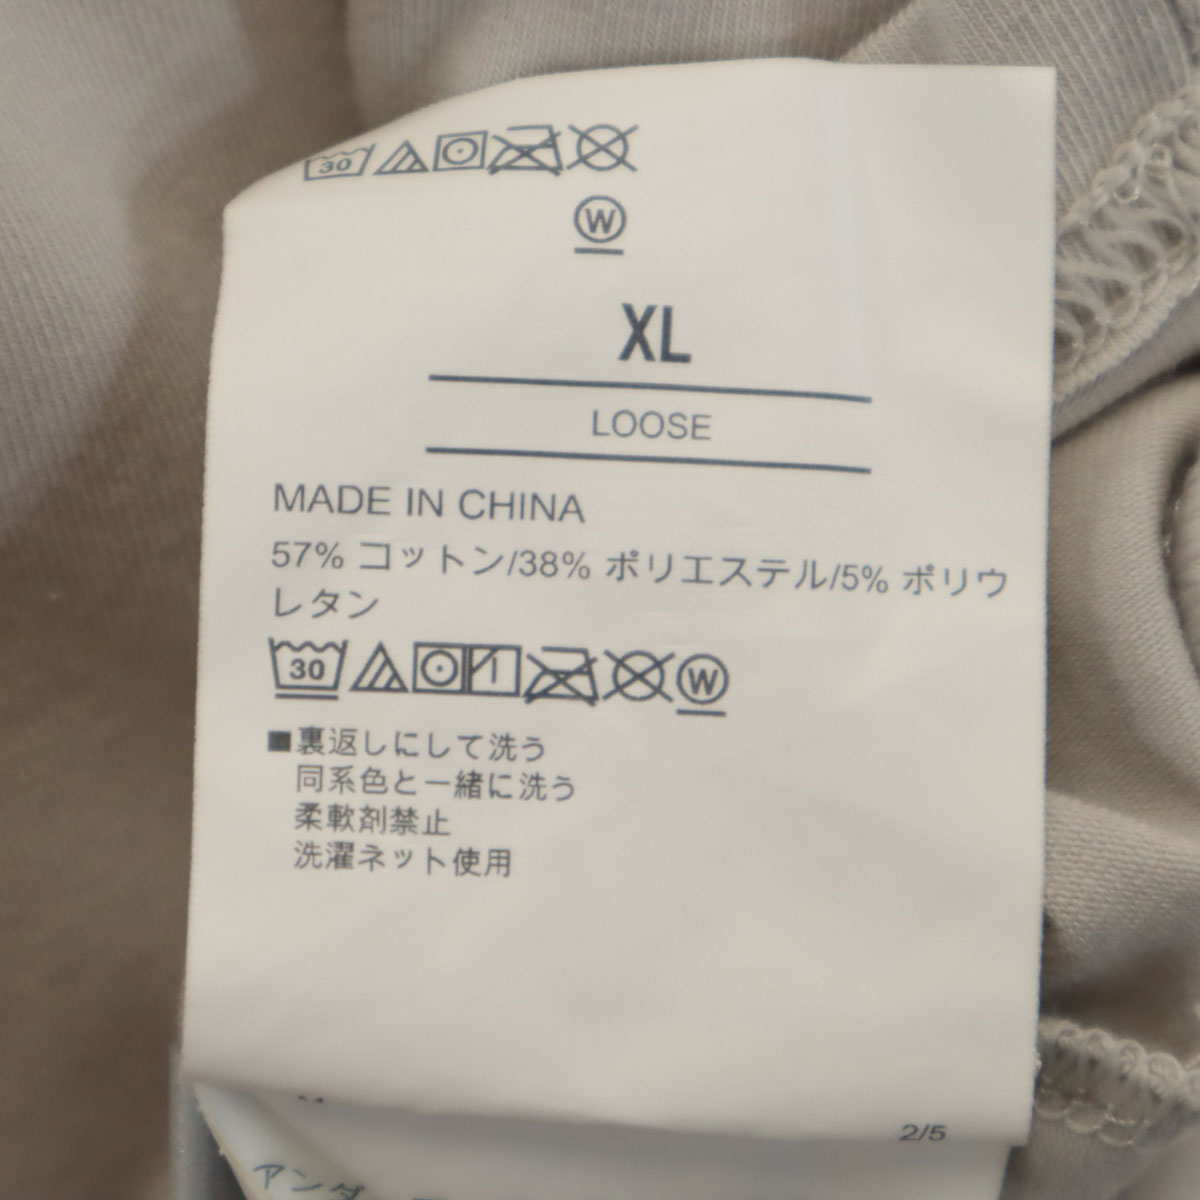 30
W
XL
LOOSE
MADE IN CHINA
57% コットン/38% ポリエステル/5% ポリウ
レタン
30 W
■裏返しにして洗う
同系色と一緒に洗う
柔軟剤禁止
洗濯ネット使用
2/5
アンダ